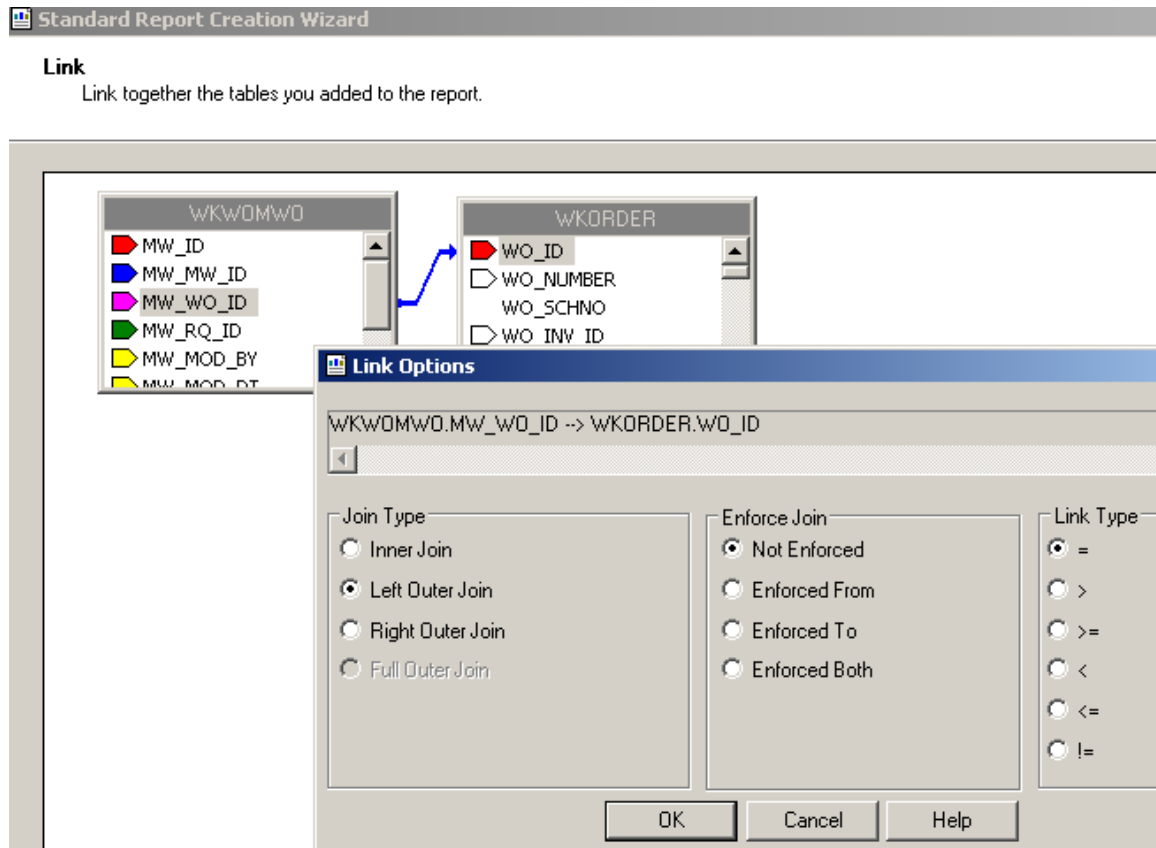 Standard Report Creation Wizard
Link
Link together the tables you added to the report.
WKWOMWO
MW_ID
MW_MW_ID
MW_WO_ID
MW_RQ_ID
MW_MOD_BY
MW_MOD_DT
WKORDER
WO_ID
WO_NUMBER
WO_SCHNO
WO_INV_ID
Link Options
WKWOMWO.MW_WO_ID --> WKORDER.WO_ID
Join Type
Inner Join
Left Outer Join
Right Outer Join
Full Outer Join
Enforce Join
Not Enforced
Enforced From
Enforced To
Enforced Both
Link Type
=
>
>=
<
<=
!=
OK Cancel Help